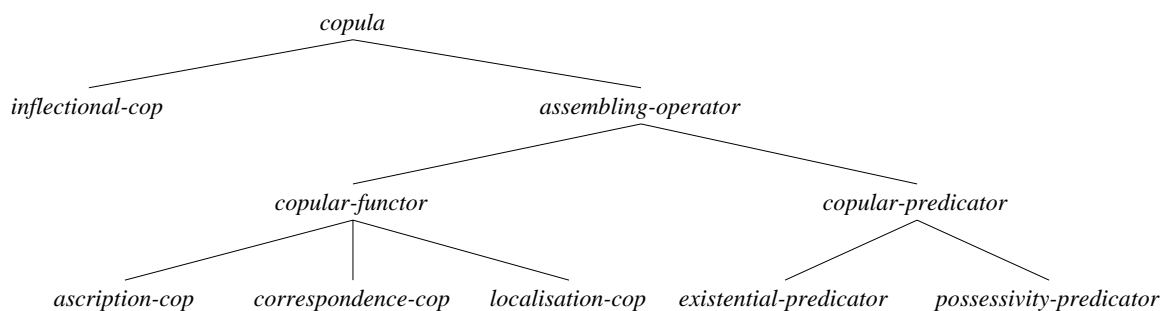 copula
inflectional-cop assembling-operator
copular-functor copular-predicator
ascription-cop correspondence-cop localisation-cop existential-predicator possessivity-predicator